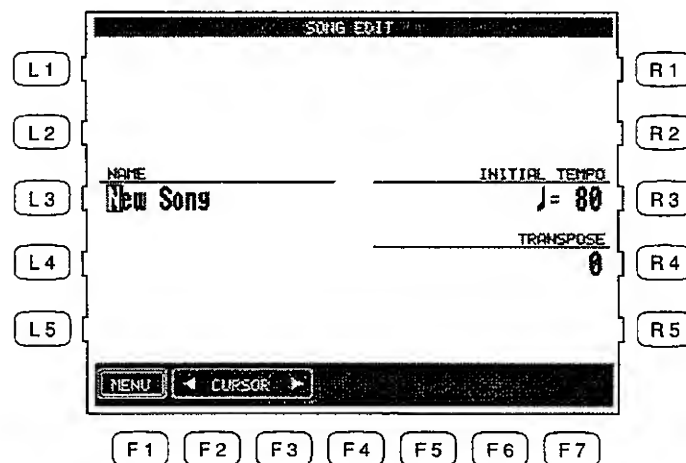 SONG EDIT
L1
R1
L2
R2
NAME
INITIAL TEMPO
L3
New Song
♩= 80
R3
TRANSPOSE
L4
0
R4
L5
R5
MENU
◄ CURSOR ►
F1 F2 F3 F4 F5 F6 F7